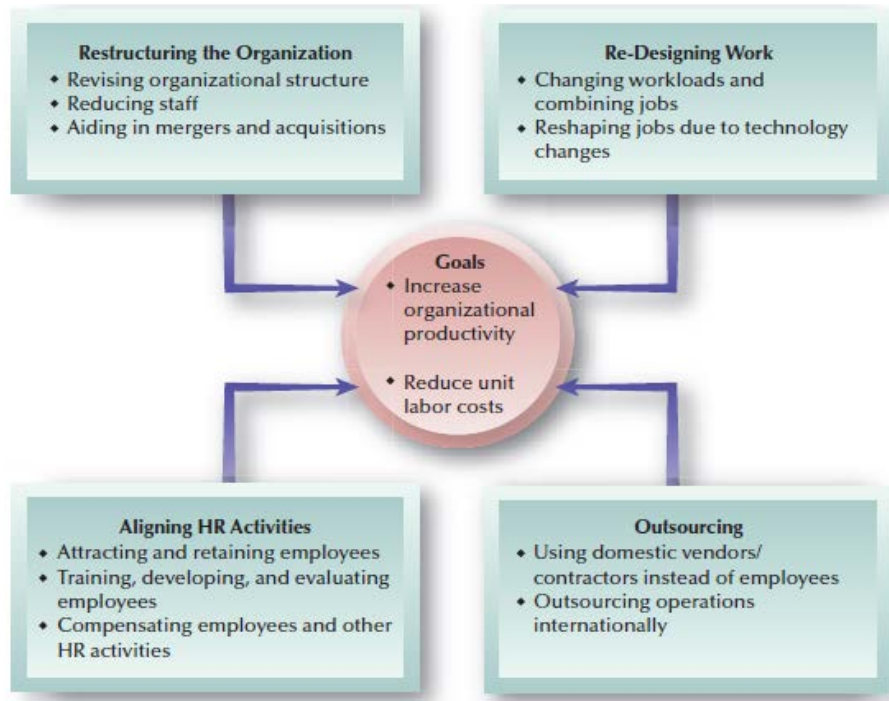 Restructuring the Organization
◆ Revising organizational structure
◆ Reducing staff
◆ Aiding in mergers and acquisitions
Re-Designing Work
◆ Changing workloads and
combining jobs
◆ Reshaping jobs due to technology
changes
Goals
◆ Increase
organizational
productivity
◆ Reduce unit
labor costs
Aligning HR Activities
◆ Attracting and retaining employees
◆ Training, developing, and evaluating
employees
◆ Compensating employees and other
HR activities
Outsourcing
◆ Using domestic vendors/
contractors instead of employees
◆ Outsourcing operations
internationally